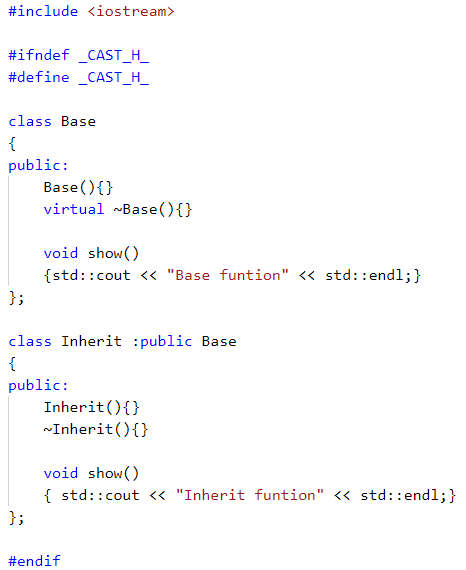 #include <iostream>
#ifndef _CAST_H_
#define _CAST_H_
class Base
{
public:
    Base(){}
    virtual ~Base(){}
    void show()
    {std::cout << "Base funtion" << std::endl;}
};
class Inherit :public Base
{
public:
    Inherit(){}
    ~Inherit(){}
    void show()
    { std::cout << "Inherit funtion" << std::endl;}
};
#endif